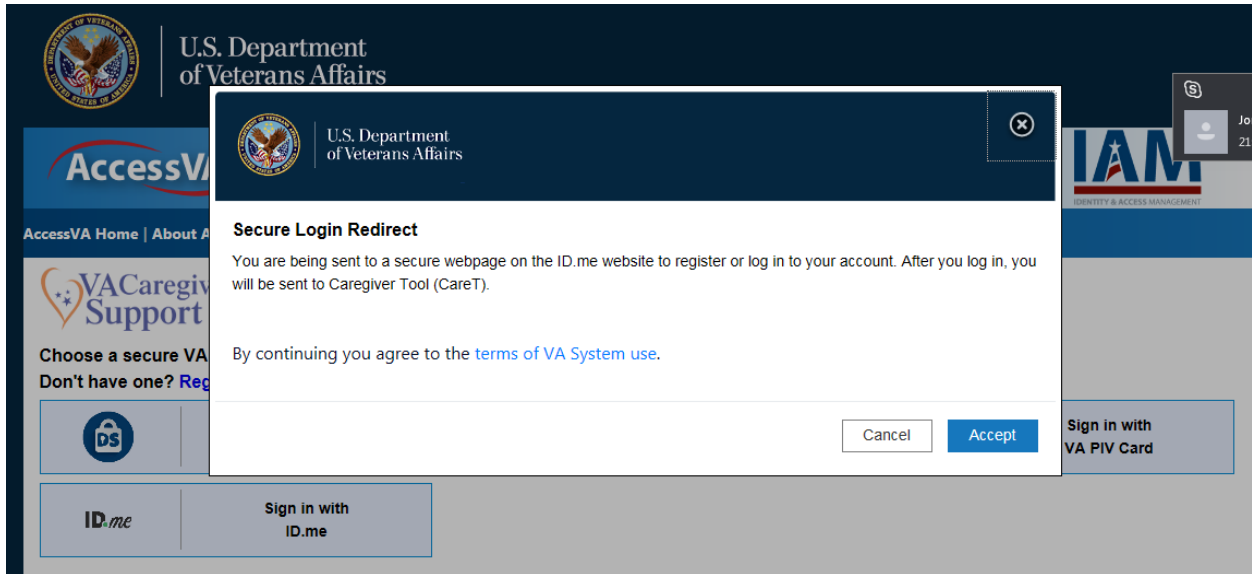 U.S. Department
of Veterans Affairs
AccessVA
IAM
IDENTITY & ACCESS MANAGEMENT
21
AccessVA Home | About A
U.S. Department
of Veterans Affairs
Secure Login Redirect
You are being sent to a secure webpage on the ID.me website to register or log in to your account. After you log in, you
will be sent to Caregiver Tool (CareT).
By continuing you agree to the terms of VA System use.
Cancel
Accept
VACaregiv
Support
Choose a secure VA
Don't have one? Reg
DS
Sign in with
VA PIV Card
ID.me
Sign in with
ID.me